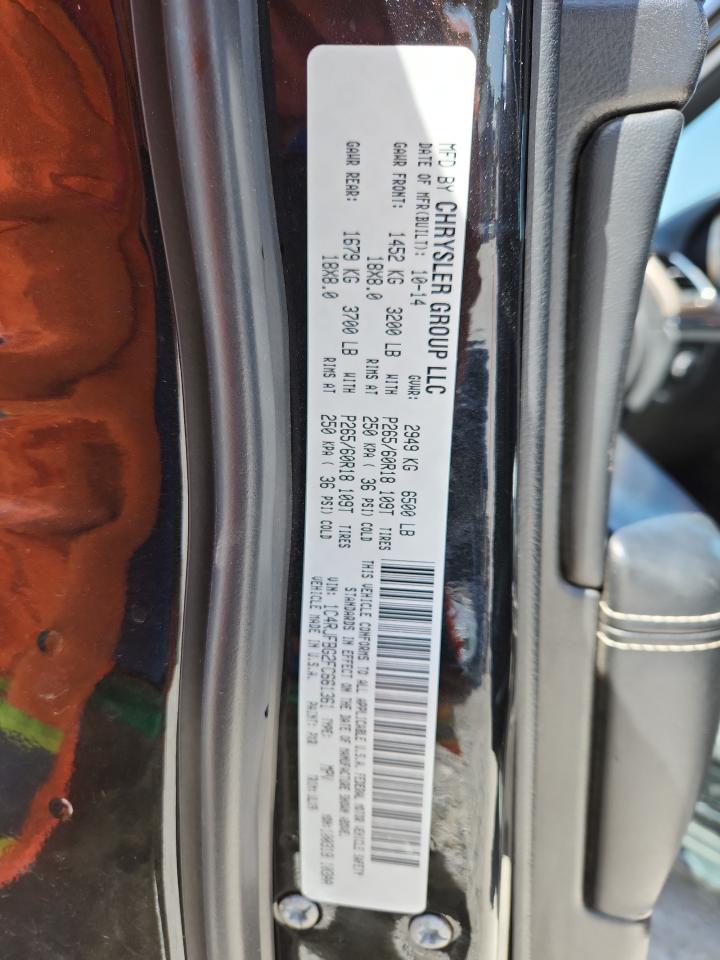 MFD BY CHRYSLER GROUP LLC
DATE OF MFR(BUILT): 10-14 GVWR: 2949 KG 6500 LB
GAWR FRONT: 1452 KG 3200 LB WITH P265/60R18 109T TIRES
18X8.0 RIMS AT 250 KPA ( 36 PSI) COLD
GAWR REAR: 1679 KG 3700 LB WITH P265/60R18 109T TIRES
18X8.0 RIMS AT 250 KPA ( 36 PSI) COLD
THIS VEHICLE CONFORMS TO ALL APPLICABLE U.S.A. FEDERAL MOTOR VEHICLE SAFETY
STANDARDS IN EFFECT ON THE DATE OF MANUFACTURE SHOWN ABOVE.
VIN: 1C4RJFBG2FC661361 TYPE: MPV
VEHICLE MADE IN U.S.A. PAINT: TRIM: